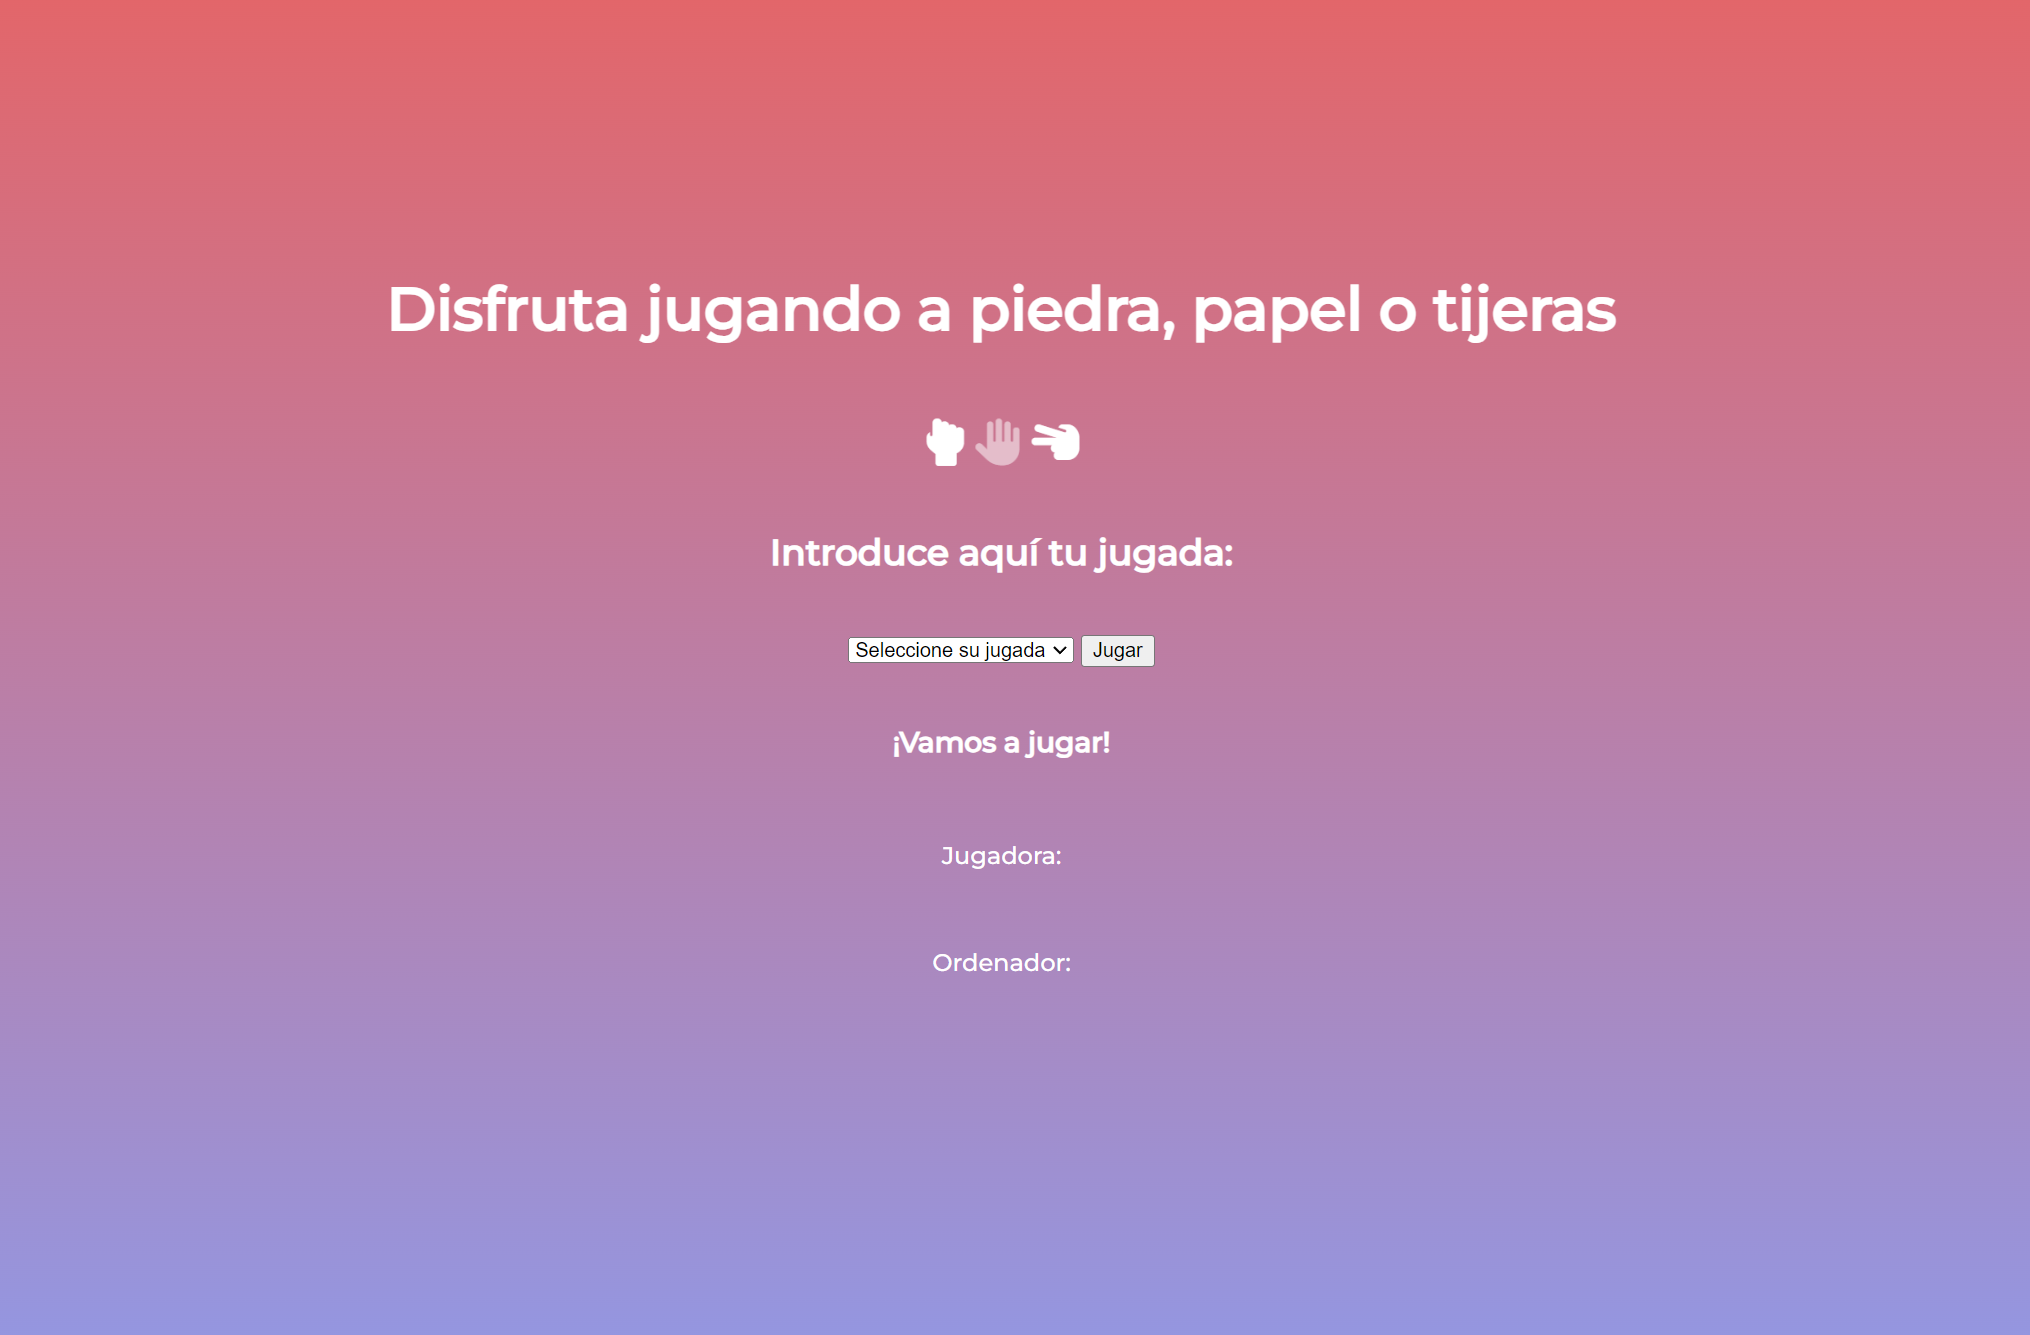 Disfruta jugando a piedra, papel o tijeras
Introduce aquí tu jugada:
Seleccione su jugada Jugar
¡Vamos a jugar!
Jugadora:
Ordenador: